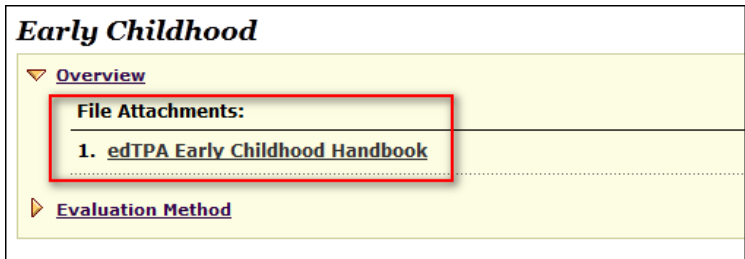 Early Childhood
Overview
File Attachments:
1. edTPA Early Childhood Handbook
Evaluation Method